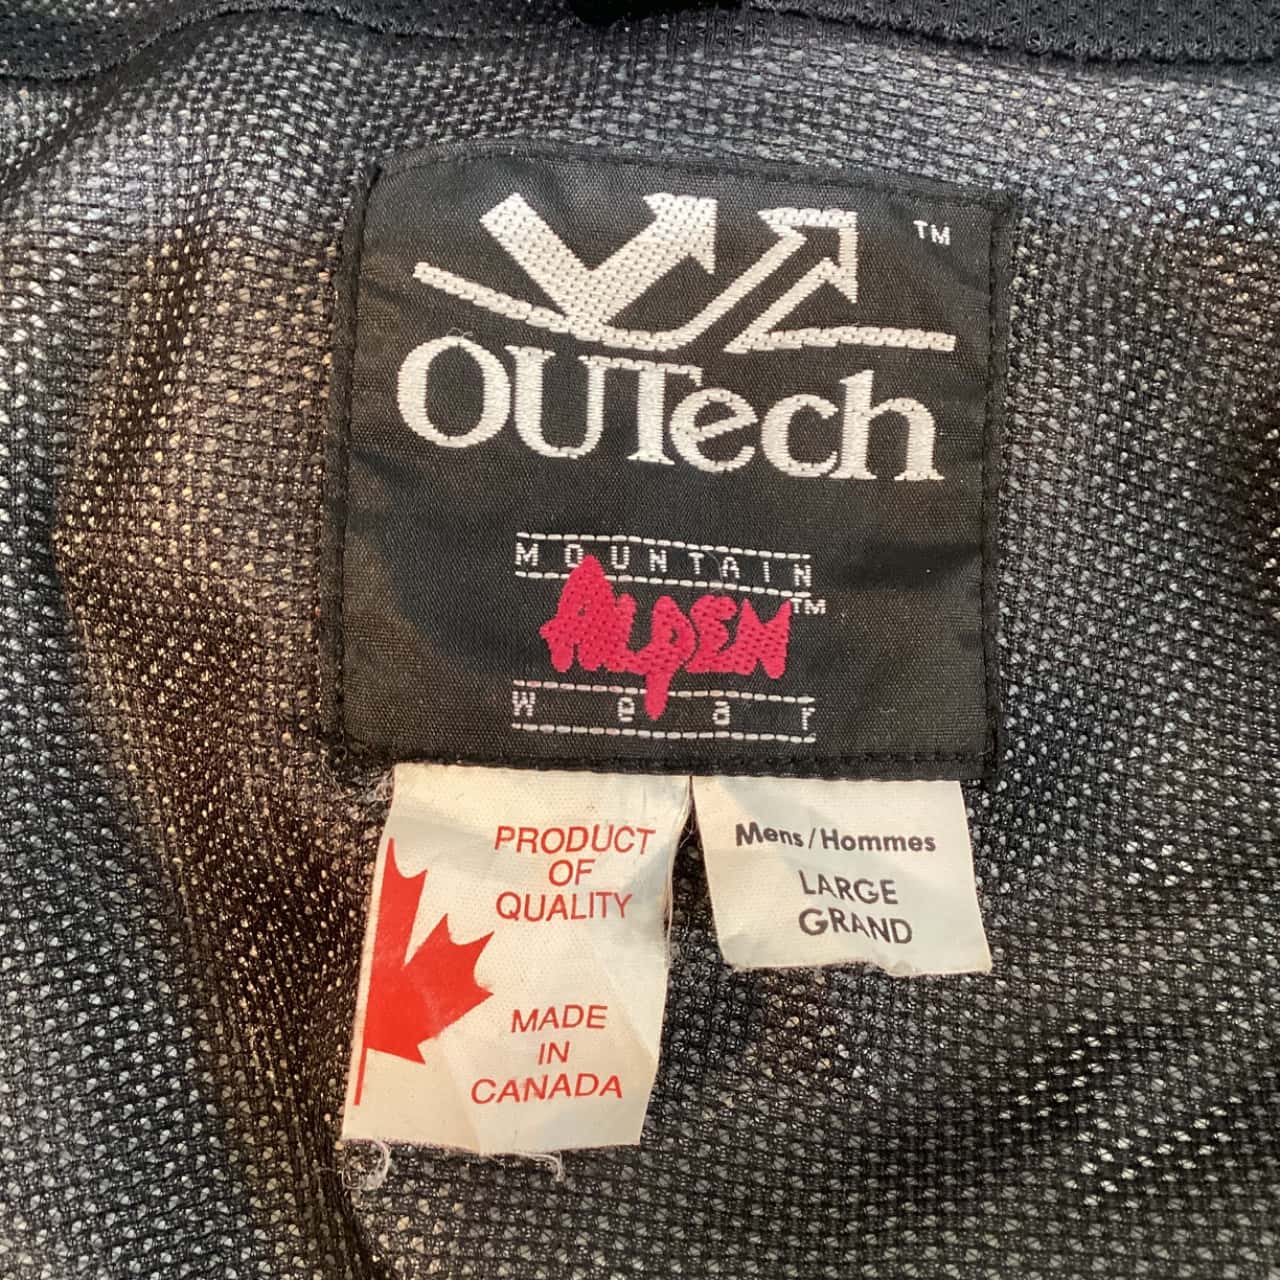 TM
OUTech
MOUNTAIN
ALPEN TM
wear
PRODUCT
OF
QUALITY
MADE
IN
CANADA
Mens/Hommes
LARGE
GRAND